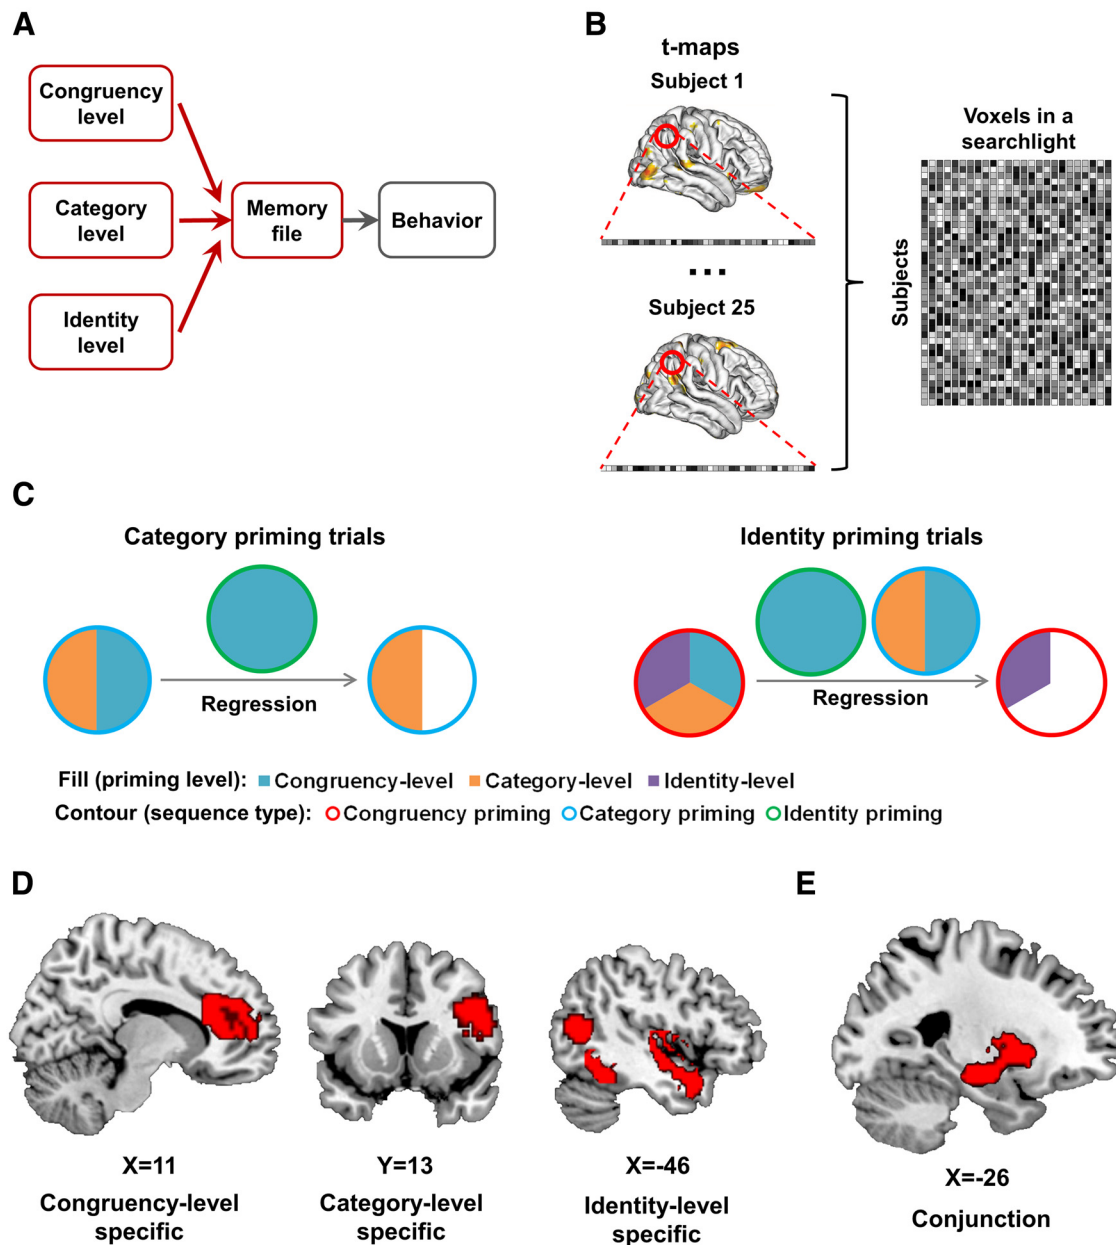 A
Congruency
level
Category
level
Identity
level
Memory
file
Behavior
B
t-maps
Subject 1
...
Subject 25
Voxels in a
searchlight
Subjects
C
Category priming trials
Regression
Identity priming trials
Regression
Fill (priming level): Congruency-level Category-level Identity-level
Contour (sequence type): Congruency priming Category priming Identity priming
D
X=11
Congruency-level
specific
Y=13
Category-level
specific
X=-46
Identity-level
specific
E
X=-26
Conjunction